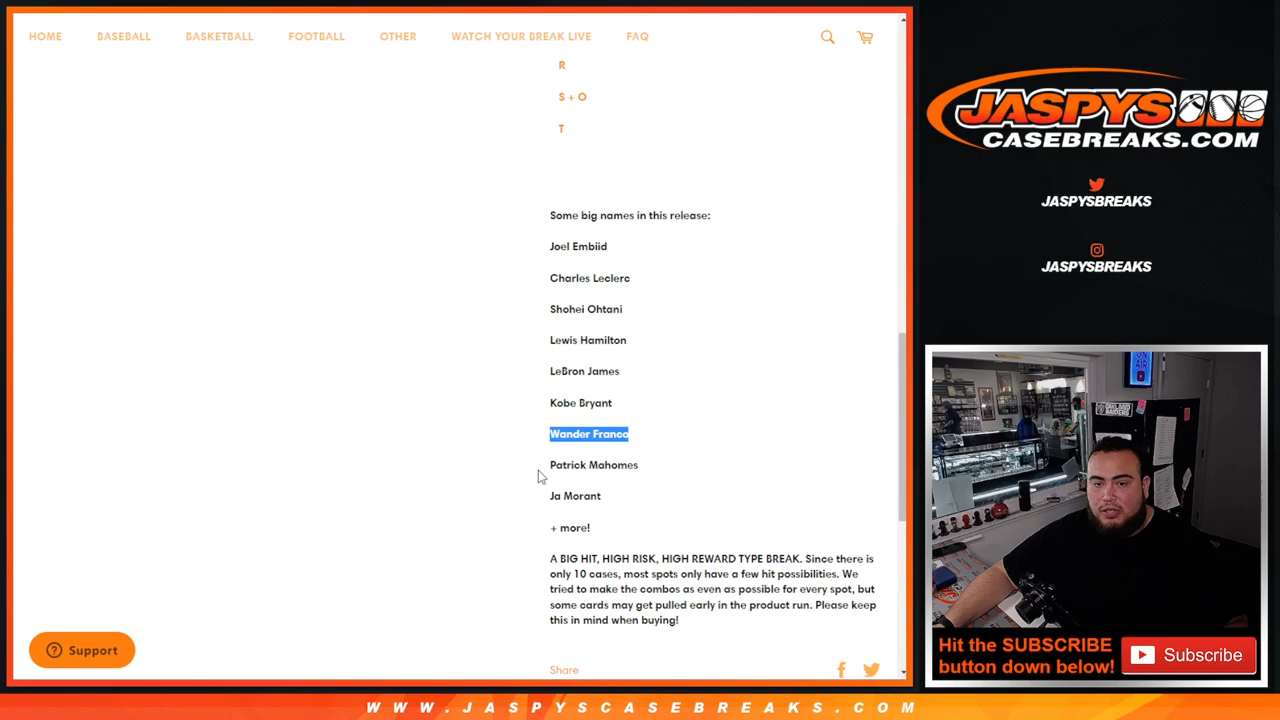 HOME BASEBALL BASKETBALL FOOTBALL OTHER WATCH YOUR BREAK LIVE FAQ
R
S + O
T
Some big names in this release:
Joel Embiid
Charles Leclerc
Shohei Ohtani
Lewis Hamilton
LeBron James
Kobe Bryant
Wander Franco
Patrick Mahomes
Ja Morant
+ more!
A BIG HIT, HIGH RISK, HIGH REWARD TYPE BREAK. Since there is
only 10 cases, most spots only have a few hit possibilities. We
tried to make the combos as even as possible for every spot, but
some cards may get pulled early in the product run. Please keep
this in mind when buying!
Share
Support
JASPYS
CASEBREAKS.COM
JASPYSBREAKS
JASPYSBREAKS
ON
AIR
Hit the SUBSCRIBE
button down below!
Subscribe
WWW.JASPYSCASEBREAKS.COM